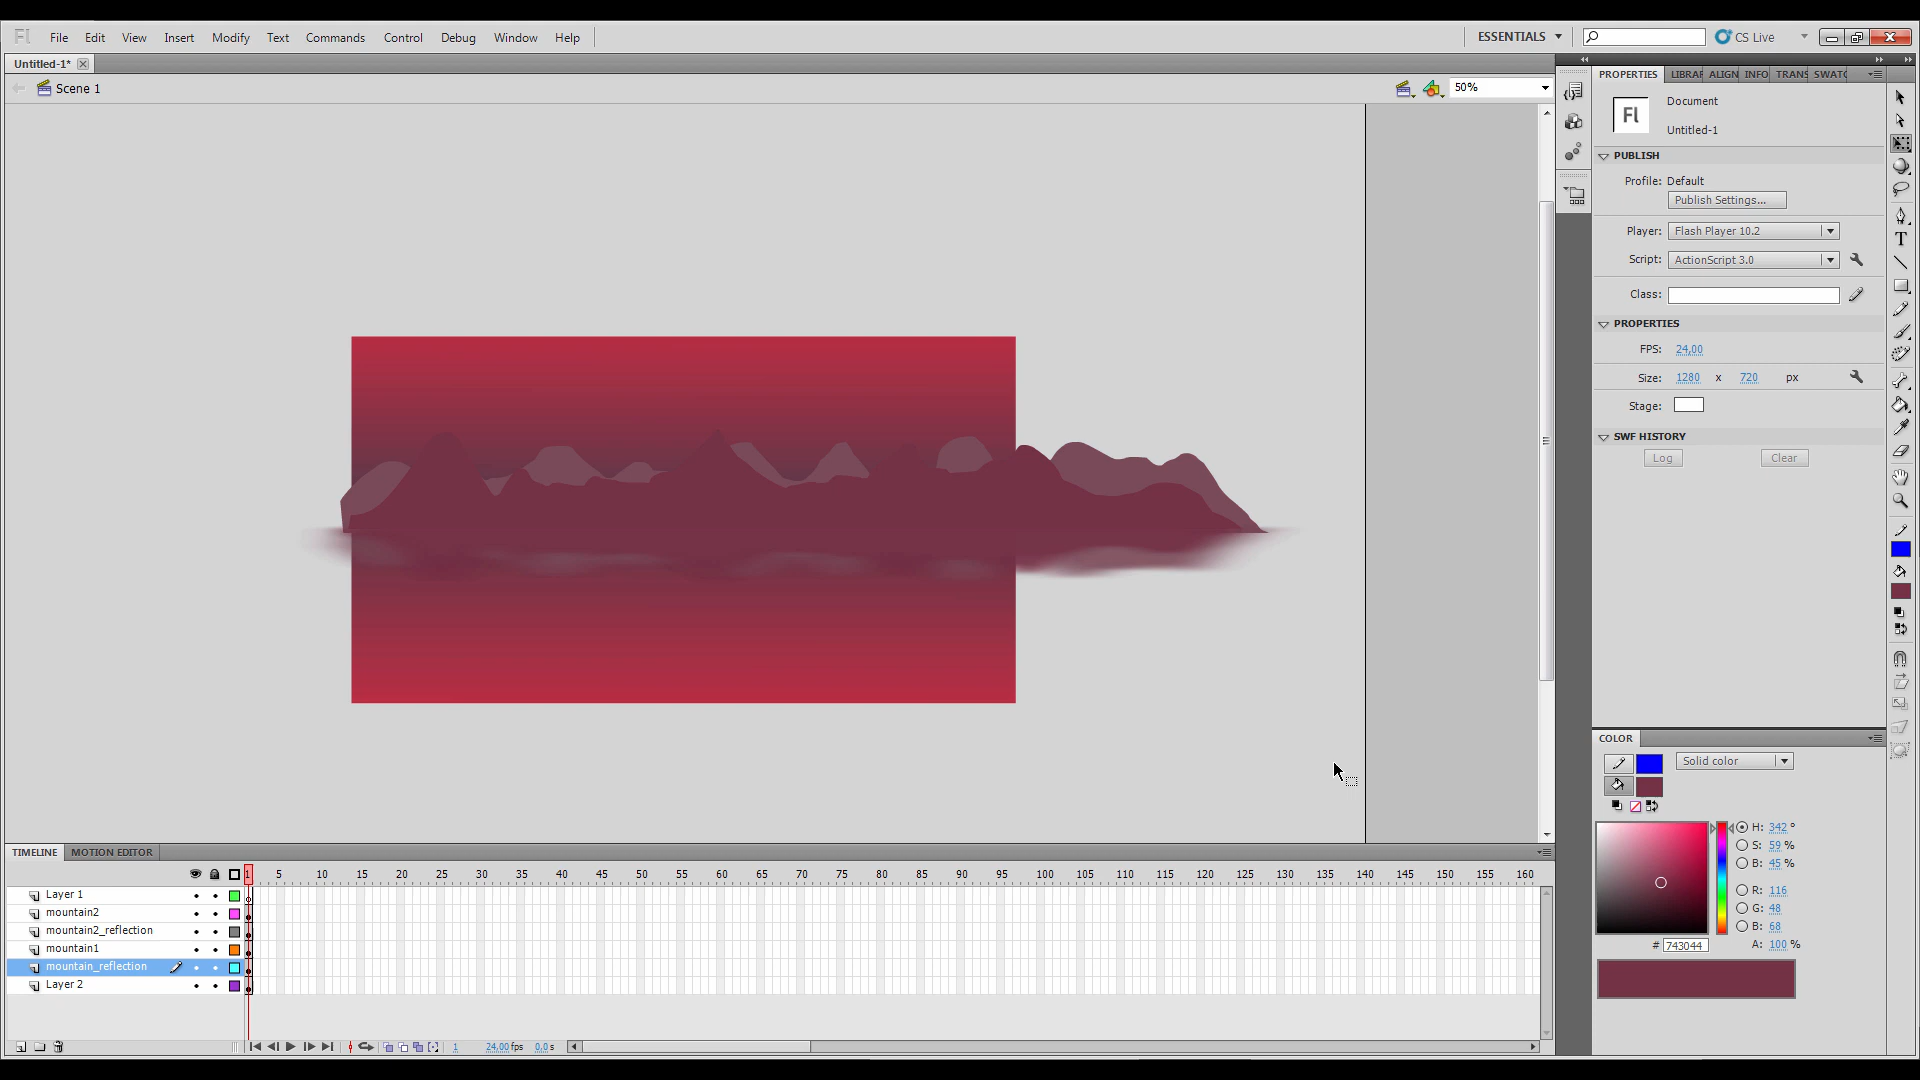 Fl File Edit View Insert Modify Text Commands Control Debug Window Help ESSENTIALS CS Live
Untitled-1*
Scene 1 50%
PROPERTIES LIBRA ALIGN INFO TRANS SWATC
Fl Document
Untitled-1
PUBLISH
Profile: Default
Publish Settings...
Player: Flash Player 10.2
Script: ActionScript 3.0
Class:
PROPERTIES
FPS: 24,00
Size: 1280 x 720 px
Stage:
SWF HISTORY
Log Clear
COLOR
Solid color
H: 342 °
S: 59 %
B: 45 %
R: 116
G: 48
B: 68
# 743044 A: 100 %
TIMELINE MOTION EDITOR
1 5 10 15 20 25 30 35 40 45 50 55 60 65 70 75 80 85 90 95 100 105 110 115 120 125 130 135 140 145 150 155 160
Layer 1
mountain2
mountain2_reflection
mountain1
mountain_reflection
Layer 2
1 24,00 fps 0,0 s